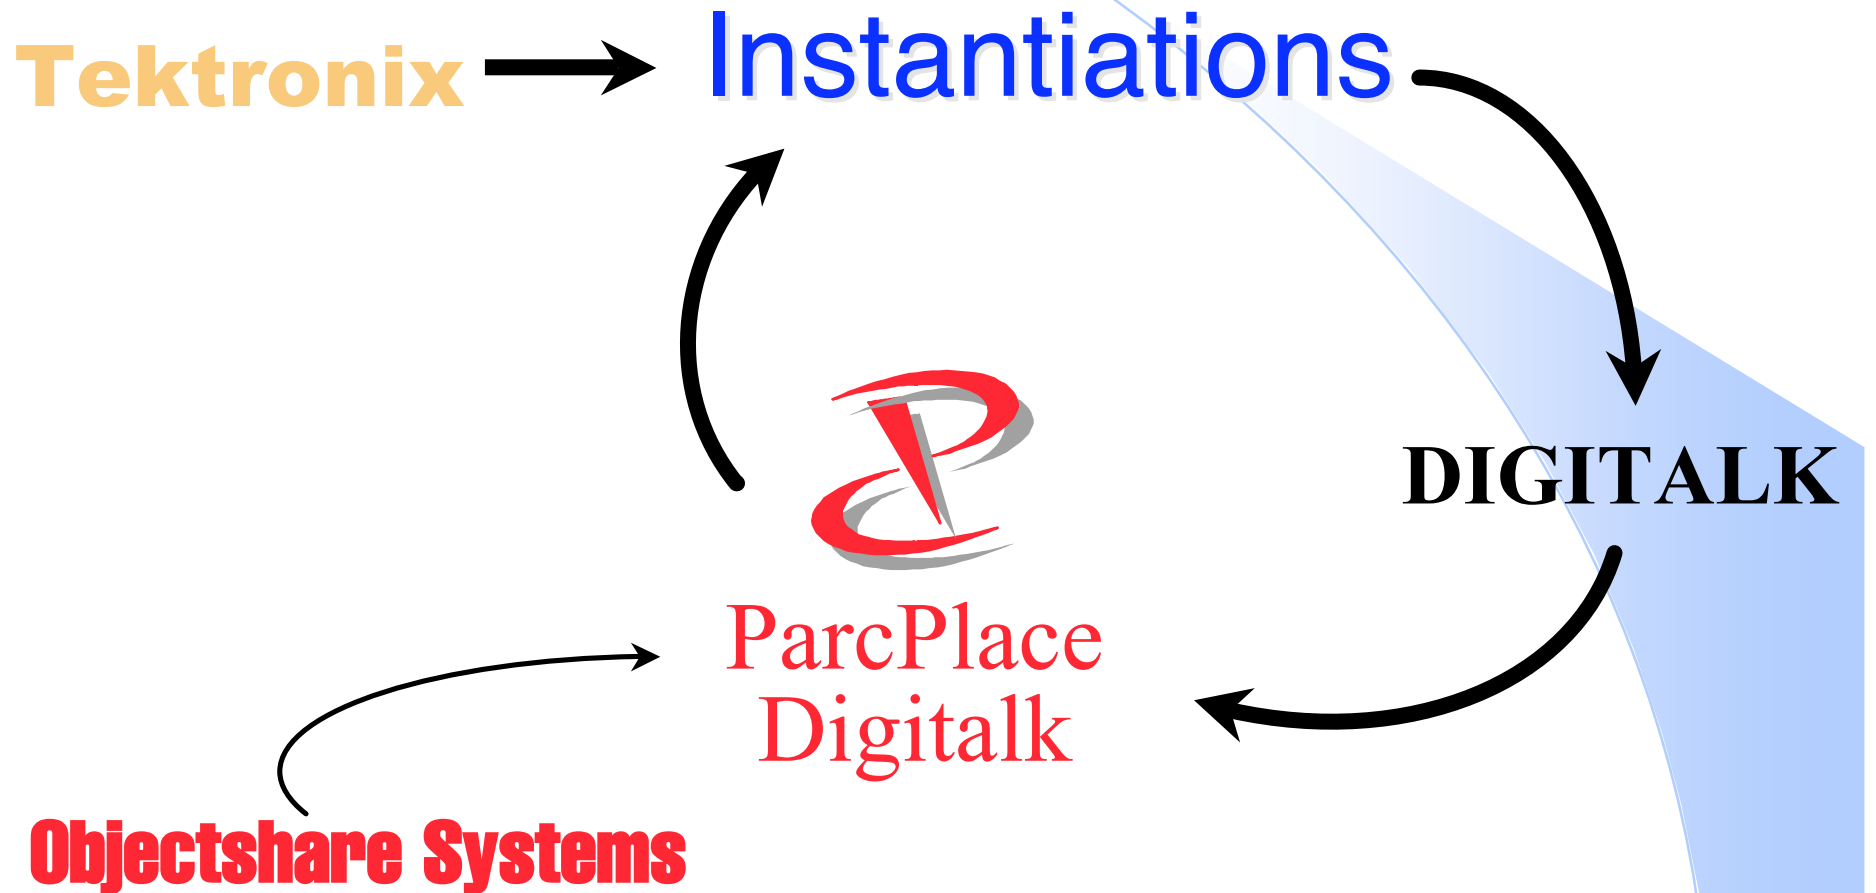 Tektronix
Instantiations
DIGITALK
ParcPlace
Digitalk
Objectshare Systems